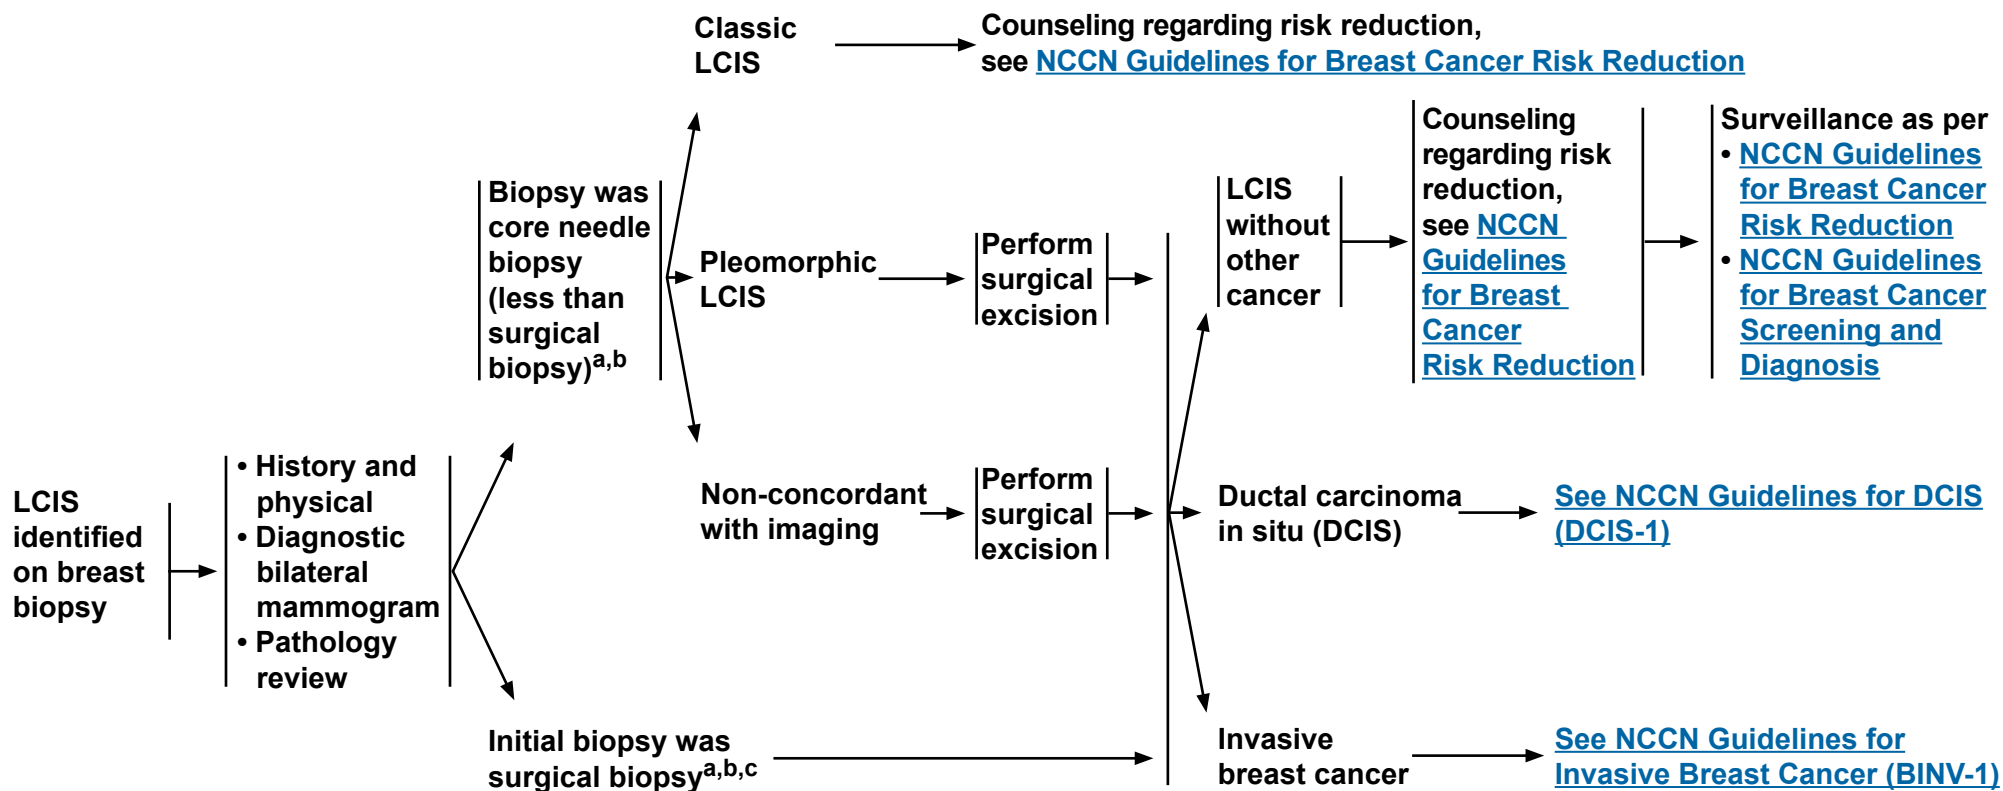 Classic
LCIS
Counseling regarding risk reduction,
see NCCN Guidelines for Breast Cancer Risk Reduction
Biopsy was
core needle
biopsy
(less than
surgical
biopsy)a,b
Pleomorphic
LCIS
Perform
surgical
excision
LCIS
without
other
cancer
Counseling
regarding risk
reduction,
see NCCN
Guidelines
for Breast
Cancer
Risk Reduction
Surveillance as per
• NCCN Guidelines
for Breast Cancer
Risk Reduction
• NCCN Guidelines
for Breast Cancer
Screening and
Diagnosis
LCIS
identified
on breast
biopsy
• History and
physical
• Diagnostic
bilateral
mammogram
• Pathology
review
Non-concordant
with imaging
Perform
surgical
excision
Ductal carcinoma
in situ (DCIS)
See NCCN Guidelines for DCIS
(DCIS-1)
Initial biopsy was
surgical biopsya,b,c
Invasive
breast cancer
See NCCN Guidelines for
Invasive Breast Cancer (BINV-1)